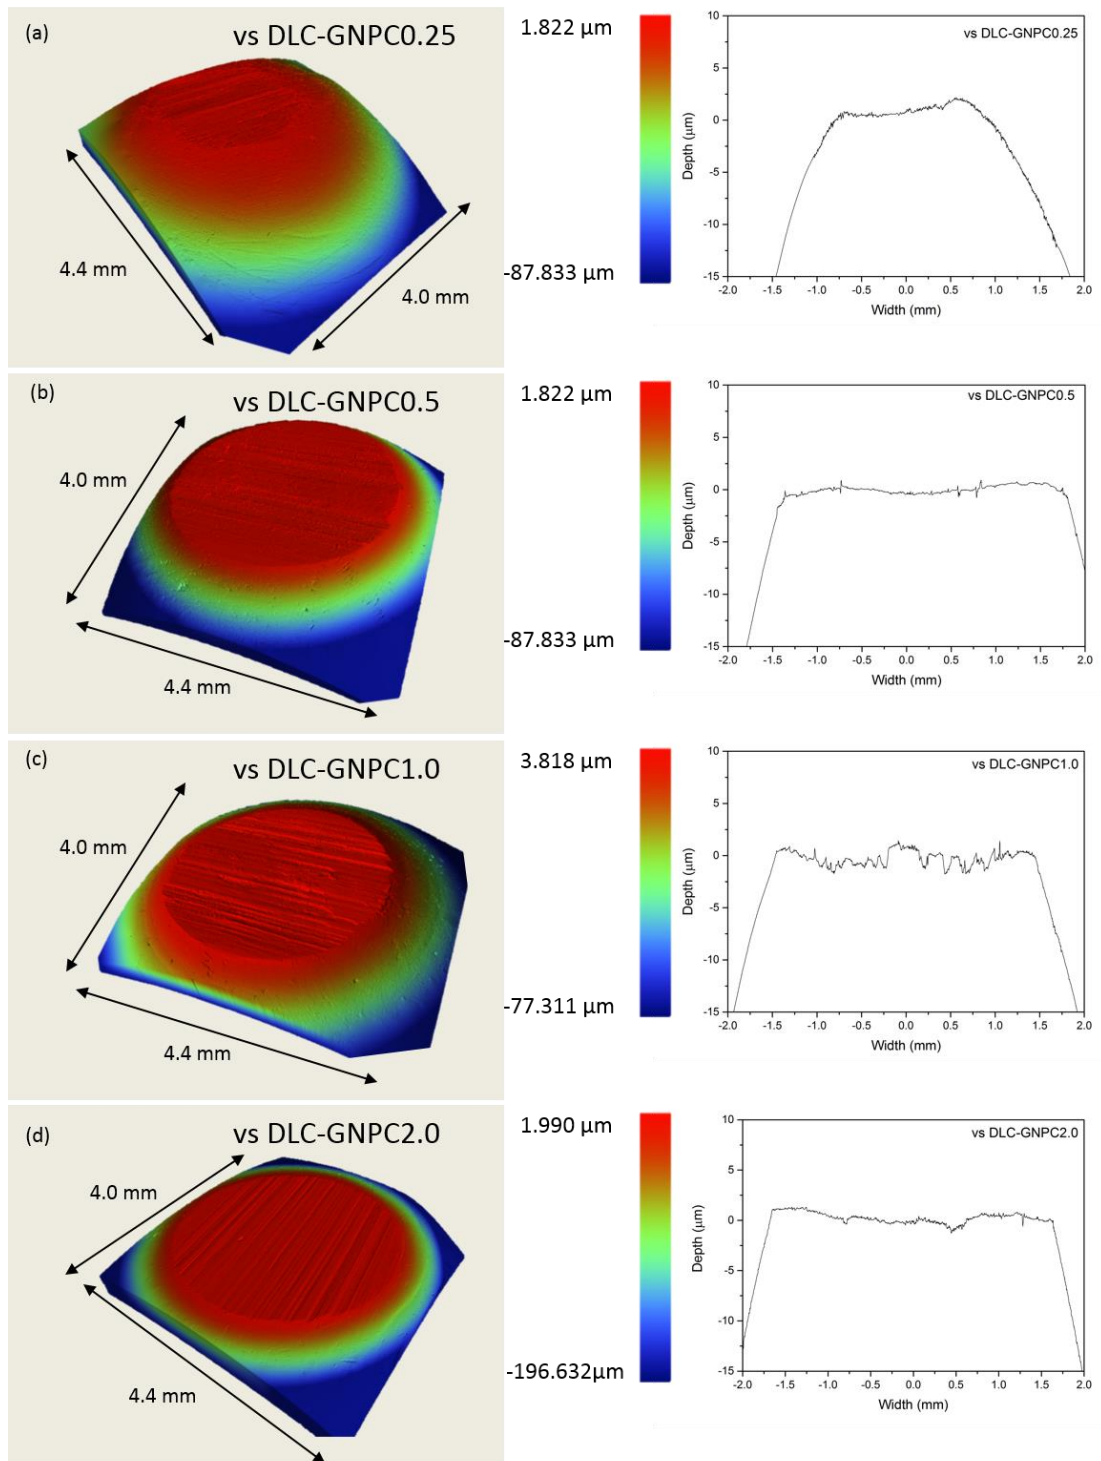 (a)
vs DLC-GNPC0.25
4.4 mm
4.0 mm
1.822 µm
-87.833 µm
10
5
0
-5
-10
-15
-2.0 -1.5 -1.0 -0.5 0.0 0.5 1.0 1.5 2.0
Depth (µm)
Width (mm)
vs DLC-GNPC0.25
(b)
vs DLC-GNPC0.5
4.0 mm
4.4 mm
1.822 µm
-87.833 µm
10
5
0
-5
-10
-15
-2.0 -1.5 -1.0 -0.5 0.0 0.5 1.0 1.5 2.0
Depth (µm)
Width (mm)
vs DLC-GNPC0.5
(c)
vs DLC-GNPC1.0
4.0 mm
4.4 mm
3.818 µm
-77.311 µm
10
5
0
-5
-10
-15
-2.0 -1.5 -1.0 -0.5 0.0 0.5 1.0 1.5 2.0
Depth (µm)
Width (mm)
vs DLC-GNPC1.0
(d)
vs DLC-GNPC2.0
4.0 mm
4.4 mm
1.990 µm
-196.632µm
10
5
0
-5
-10
-15
-2.0 -1.5 -1.0 -0.5 0.0 0.5 1.0 1.5 2.0
Depth (µm)
Width (mm)
vs DLC-GNPC2.0